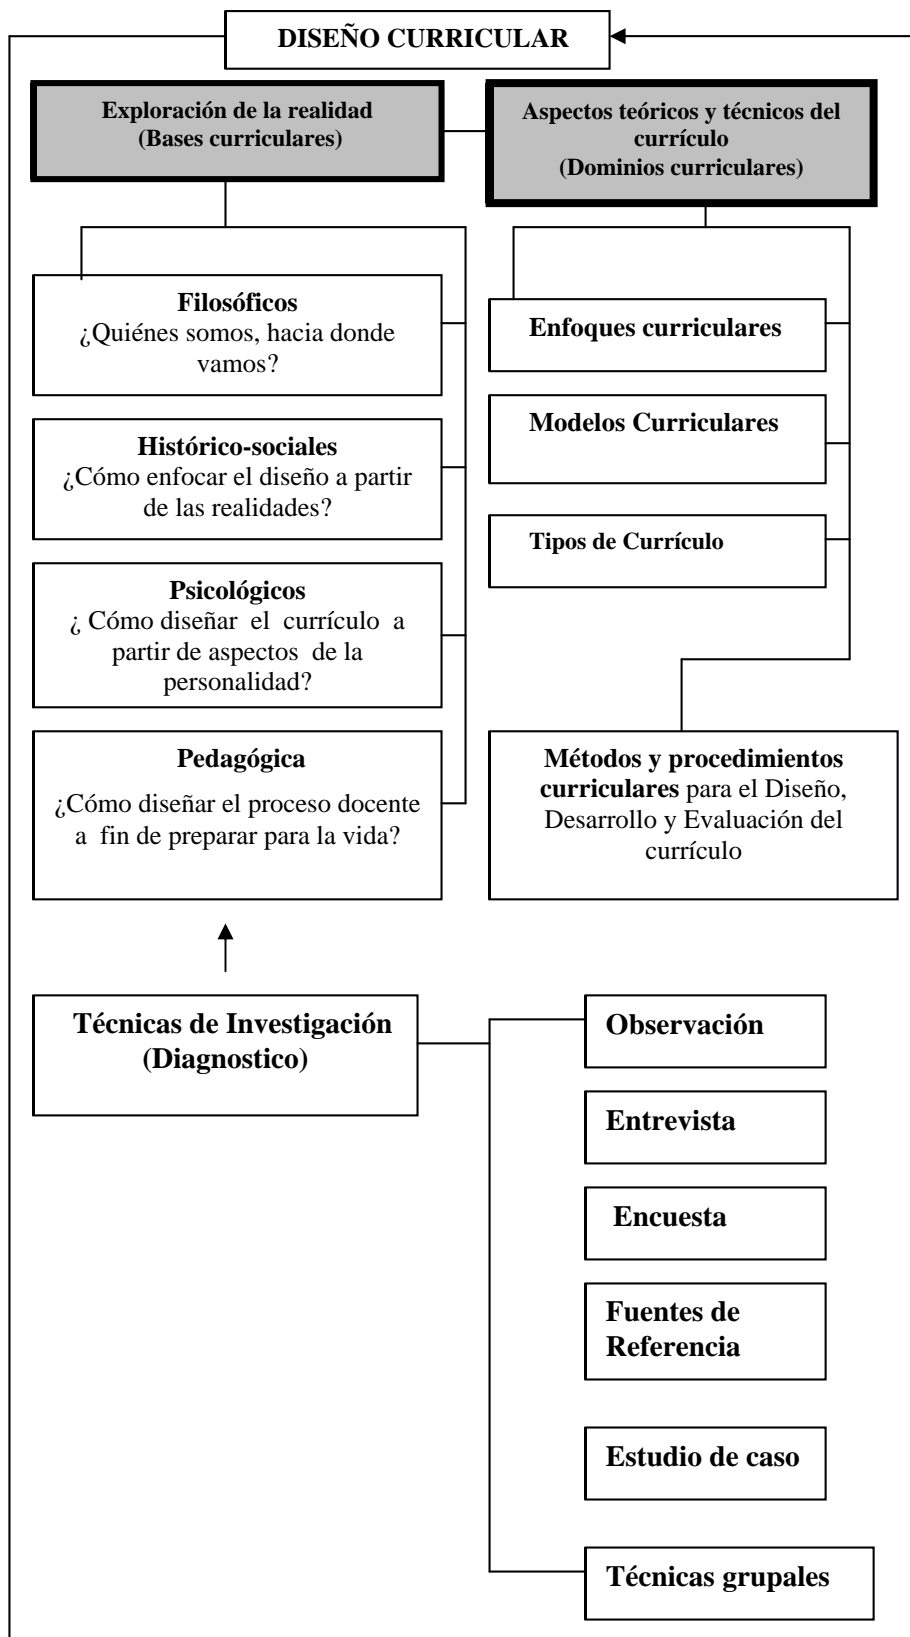 DISEÑO CURRICULAR
Exploración de la realidad
(Bases curriculares)
Aspectos teóricos y técnicos del
currículo
(Dominios curriculares)
Filosóficos
¿Quiénes somos, hacia donde
vamos?
Histórico-sociales
¿Cómo enfocar el diseño a partir
de las realidades?
Psicológicos
¿ Cómo diseñar el currículo a
partir de aspectos de la
personalidad?
Pedagógica
¿Cómo diseñar el proceso docente
a fin de preparar para la vida?
Enfoques curriculares
Modelos Curriculares
Tipos de Currículo
Métodos y procedimientos
curriculares para el Diseño,
Desarrollo y Evaluación del
currículo
Técnicas de Investigación
(Diagnostico)
Observación
Entrevista
Encuesta
Fuentes de
Referencia
Estudio de caso
Técnicas grupales